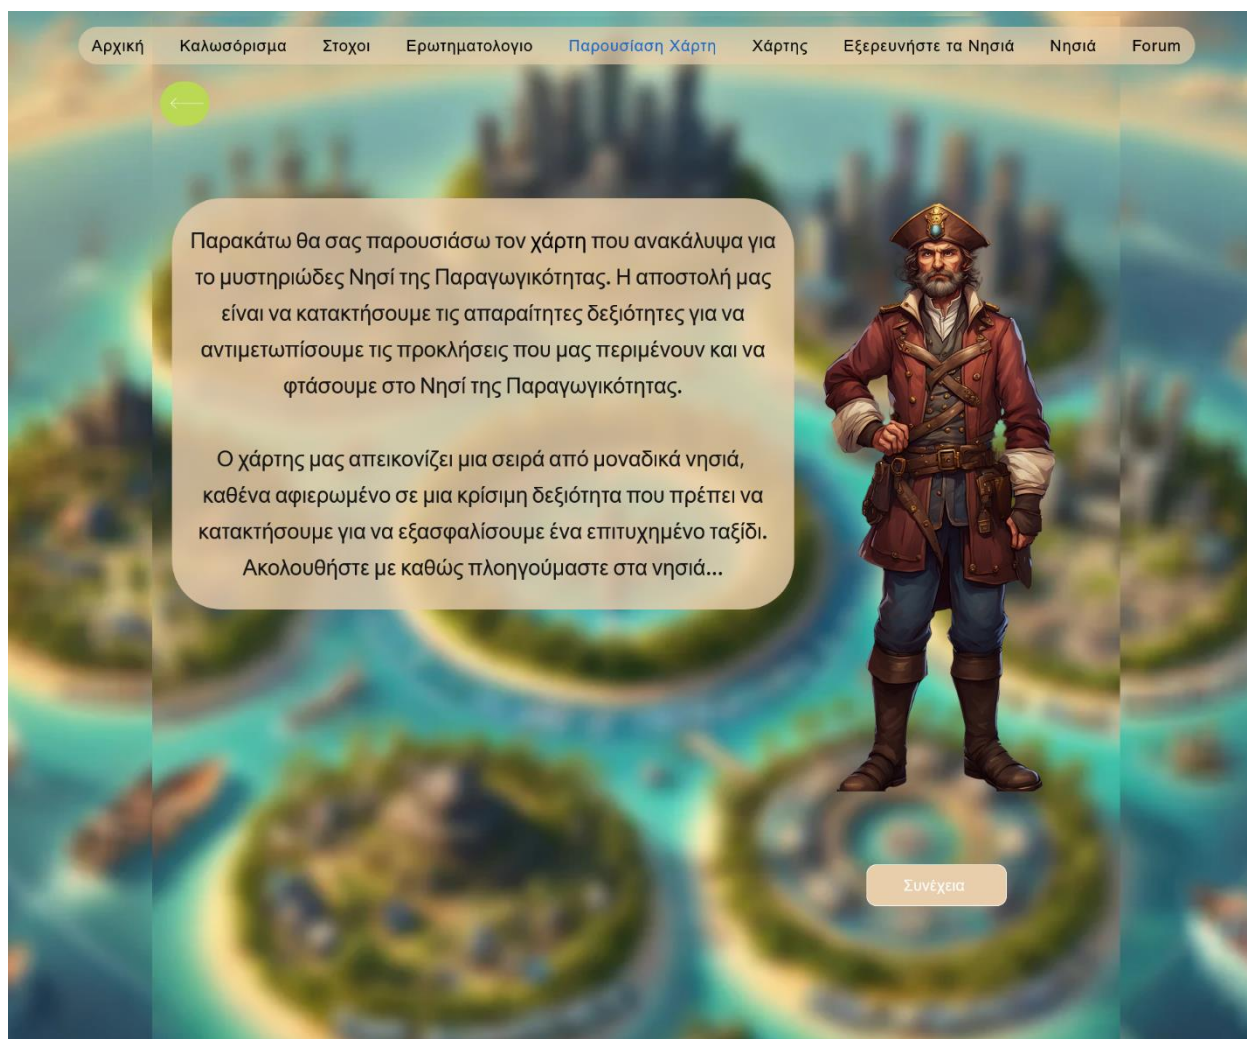 Αρχική Καλωσόρισμα Στοχοι Ερωτηματολογιο Παρουσίαση Χάρτη Χάρτης Εξερευνήστε τα Νησιά Νησιά Forum
Παρακάτω θα σας παρουσιάσω τον χάρτη που ανακάλυψα για
το μυστηριώδες Νησί της Παραγωγικότητας. Η αποστολή μας
είναι να κατακτήσουμε τις απαραίτητες δεξιότητες για να
αντιμετωπίσουμε τις προκλήσεις που μας περιμένουν και να
φτάσουμε στο Νησί της Παραγωγικότητας.
Ο χάρτης μας απεικονίζει μια σειρά από μοναδικά νησιά,
καθένα αφιερωμένο σε μια κρίσιμη δεξιότητα που πρέπει να
κατακτήσουμε για να εξασφαλίσουμε ένα επιτυχημένο ταξίδι.
Ακολουθήστε με καθώς πλοηγούμαστε στα νησιά...
Συνέχεια